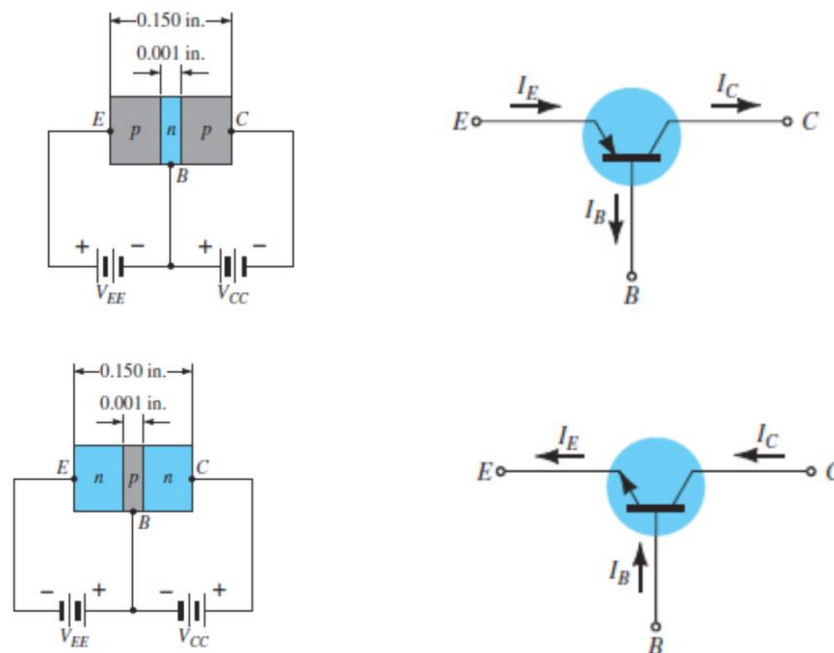 0.150 in.
0.001 in.
E p n p C
B
+ − + −
V_EE V_CC
I_E I_C
E C
I_B
B
0.150 in.
0.001 in.
E n p n C
B
− + − +
V_EE V_CC
I_E I_C
E C
I_B
B